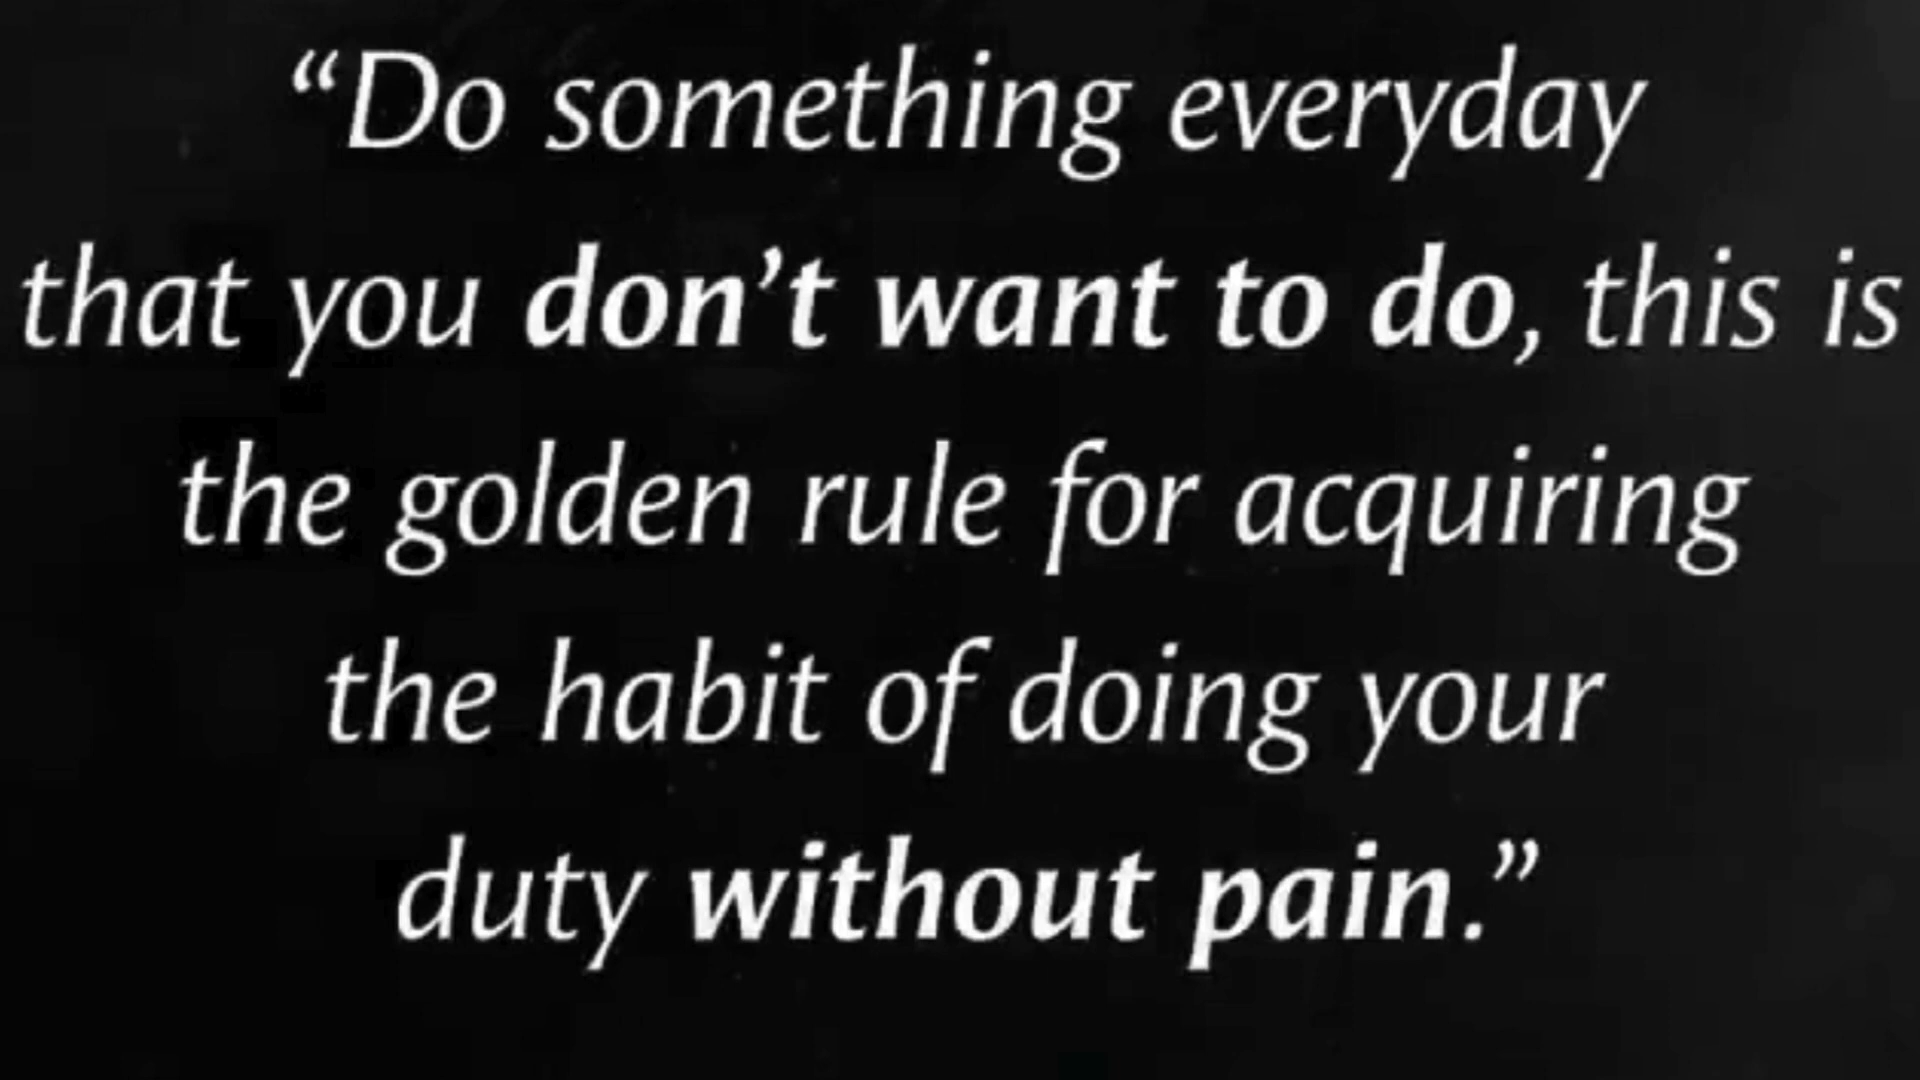 “Do something everyday
that you don’t want to do, this is
the golden rule for acquiring
the habit of doing your
duty without pain.”